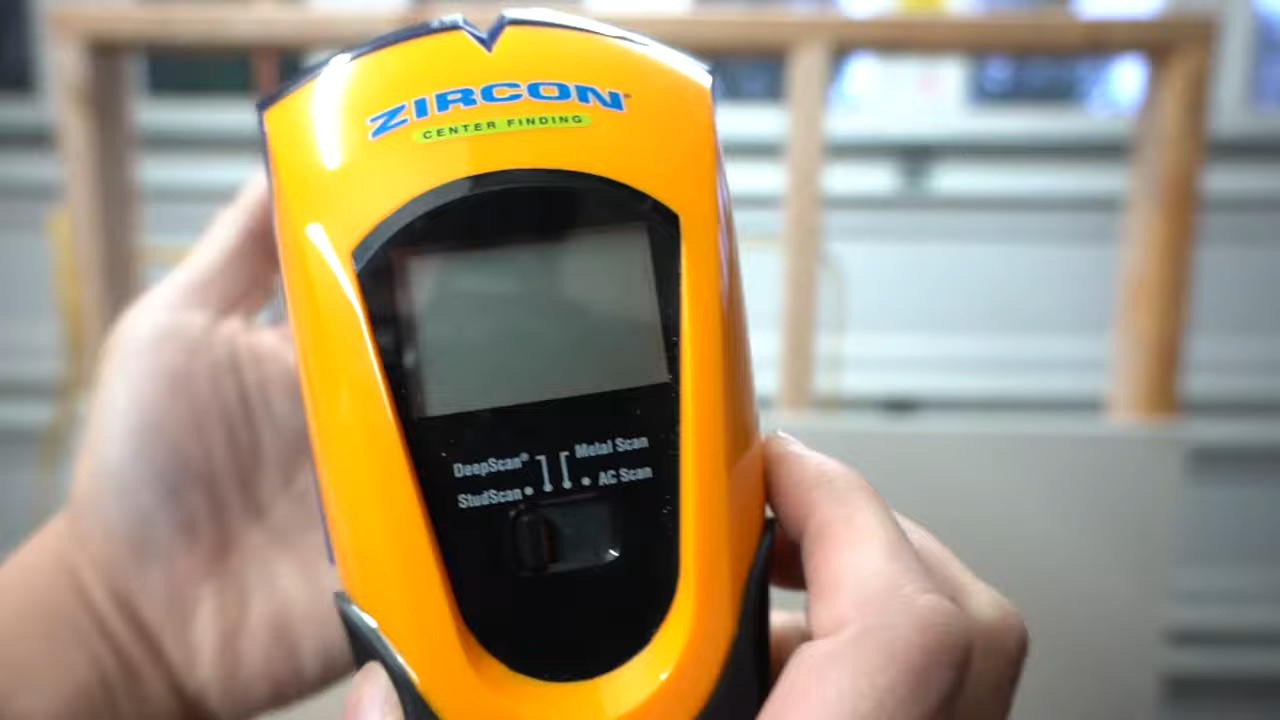 ZIRCON®
CENTER FINDING
DeepScan®
Metal Scan
StudScan
AC Scan